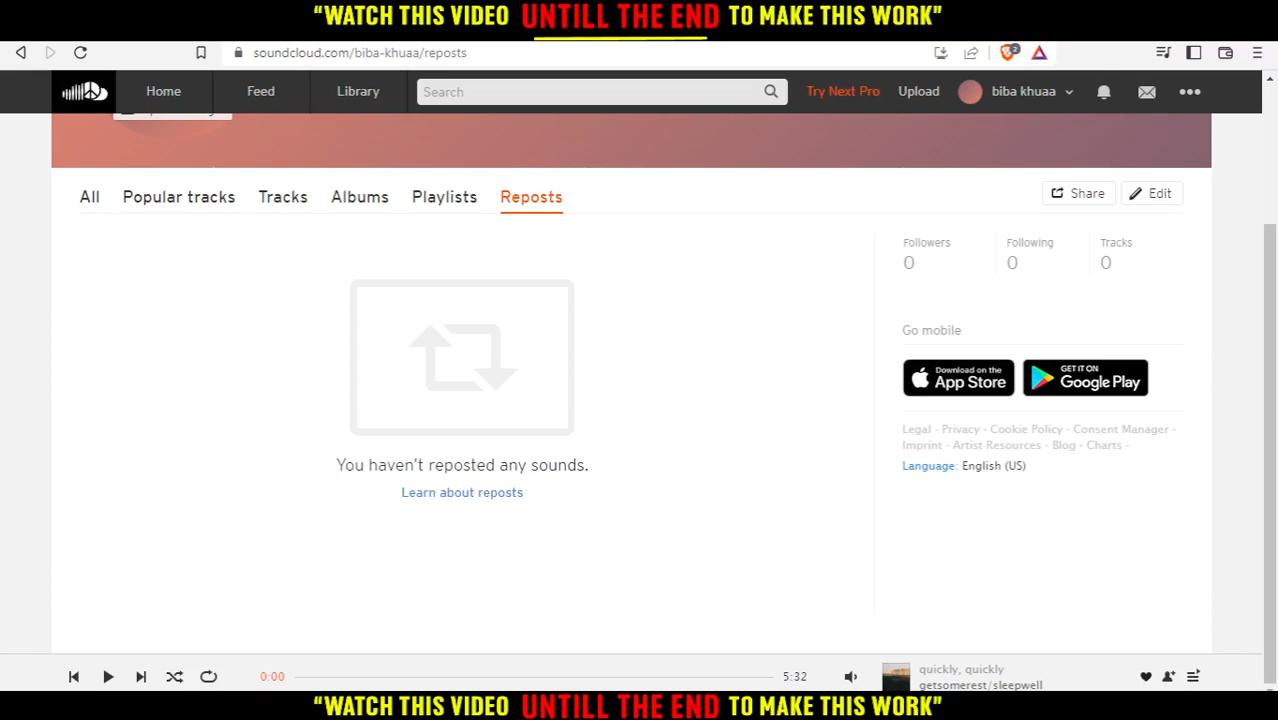 “WATCH THIS VIDEO UNTILL THE END TO MAKE THIS WORK”
soundcloud.com/biba-khuaa/reposts
2
Home
Feed
Library
Search
Try Next Pro
Upload
biba khuaa
All
Popular tracks
Tracks
Albums
Playlists
Reposts
Share
Edit
Followers
0
Following
0
Tracks
0
You haven’t reposted any sounds.
Learn about reposts
Go mobile
Download on the
App Store
GET IT ON
Google Play
Legal - Privacy - Cookie Policy - Consent Manager -
Imprint - Artist Resources - Blog - Charts -
Language: English (US)
0:00
5:32
quickly, quickly
getsomerest/sleepwell
“WATCH THIS VIDEO UNTILL THE END TO MAKE THIS WORK”